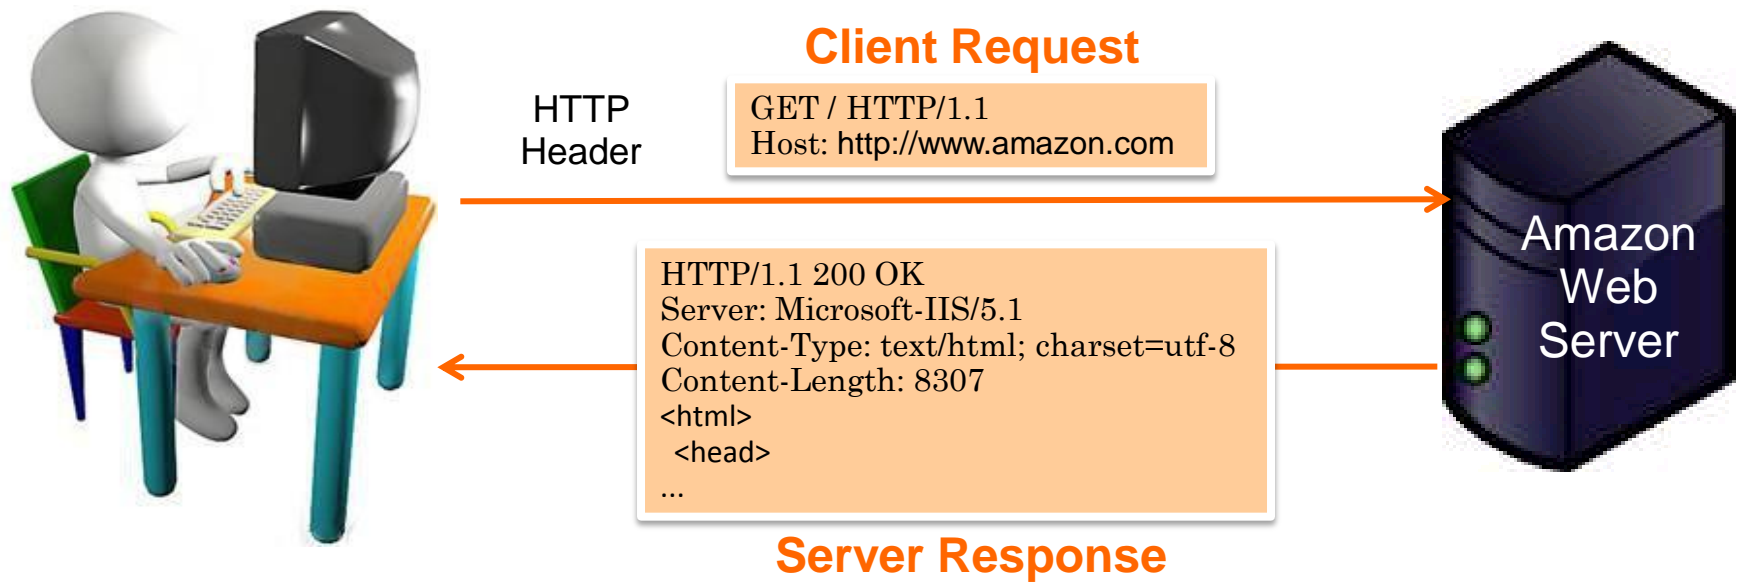 Client Request
HTTP
Header
GET / HTTP/1.1
Host: http://www.amazon.com
Amazon
Web
Server
HTTP/1.1 200 OK
Server: Microsoft-IIS/5.1
Content-Type: text/html; charset=utf-8
Content-Length: 8307
<html>
<head>
...
Server Response